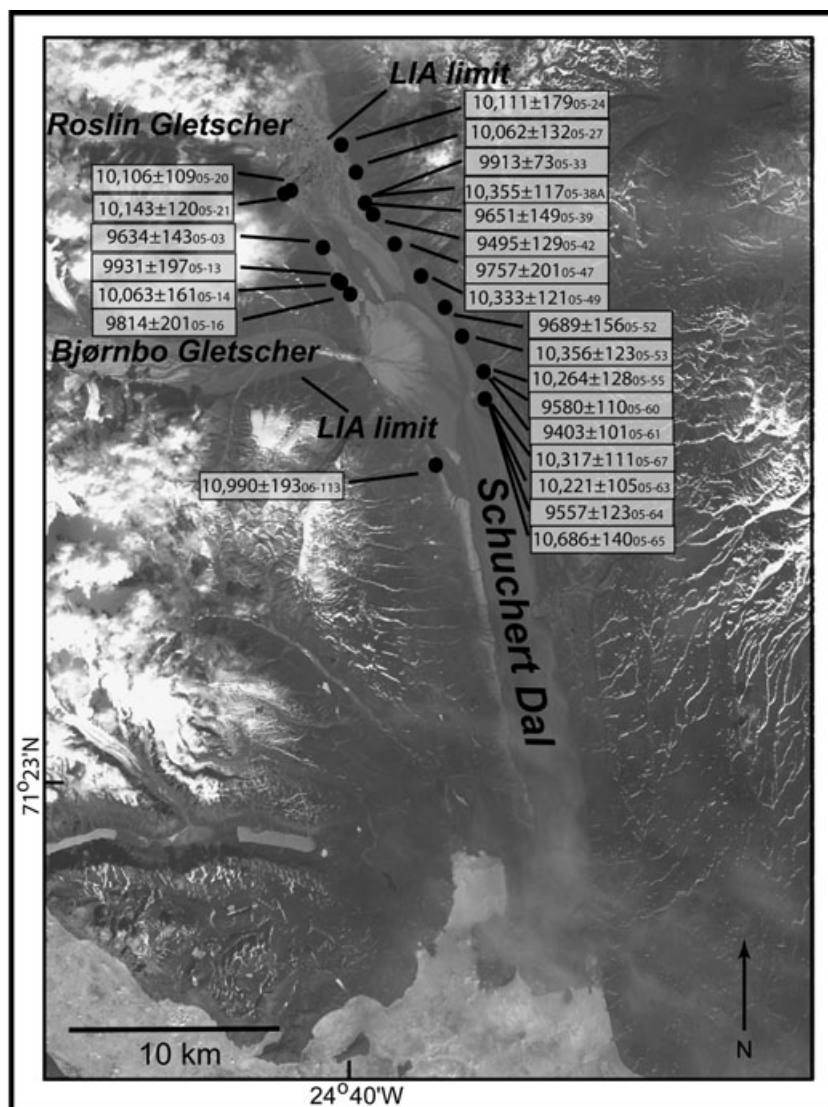 LIA limit
Roslin Gletscher
10,111±179 05-24
10,062±132 05-27
9913±73 05-33
10,355±117 05-38A
9651±149 05-39
9495±129 05-42
9757±201 05-47
10,333±121 05-49
10,106±109 05-20
10,143±120 05-21
9634±143 05-03
9931±197 05-13
10,063±161 05-14
9814±201 05-16
9689±156 05-52
10,356±123 05-53
10,264±128 05-55
9580±110 05-60
9403±101 05-61
10,317±111 05-67
10,221±105 05-63
9557±123 05-64
10,686±140 05-65
Bjørnbo Gletscher
LIA limit
10,990±193 06-113
Schuchert Dal
71°23'N
10 km
N
24°40'W